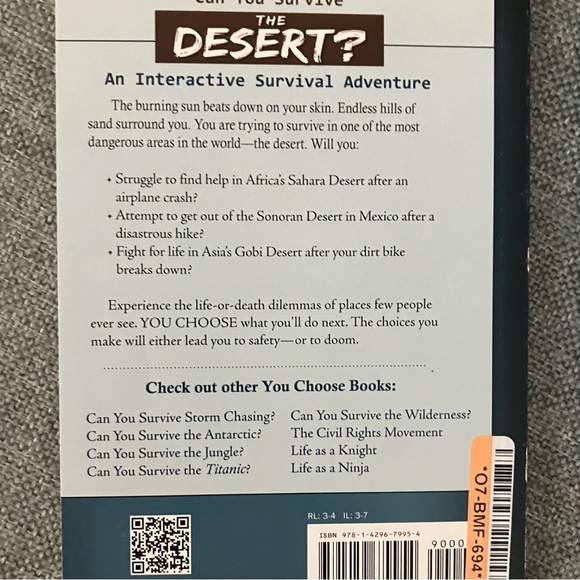 Can You Survive
THE
DESERT?
An Interactive Survival Adventure
The burning sun beats down on your skin. Endless hills of
sand surround you. You are trying to survive in one of the most
dangerous areas in the world—the desert. Will you:
• Struggle to find help in Africa's Sahara Desert after an
airplane crash?
• Attempt to get out of the Sonoran Desert in Mexico after a
disastrous hike?
• Fight for life in Asia's Gobi Desert after your dirt bike
breaks down?
Experience the life-or-death dilemmas of places few people
ever see. YOU CHOOSE what you'll do next. The choices you
make will either lead you to safety—or to doom.
Check out other You Choose Books:
Can You Survive Storm Chasing?
Can You Survive the Antarctic?
Can You Survive the Jungle?
Can You Survive the Titanic?
Can You Survive the Wilderness?
The Civil Rights Movement
Life as a Knight
Life as a Ninja
RL: 3-4 IL: 3-7
ISBN 978-1-4296-7995-4
9000
*O7-BMF-694*